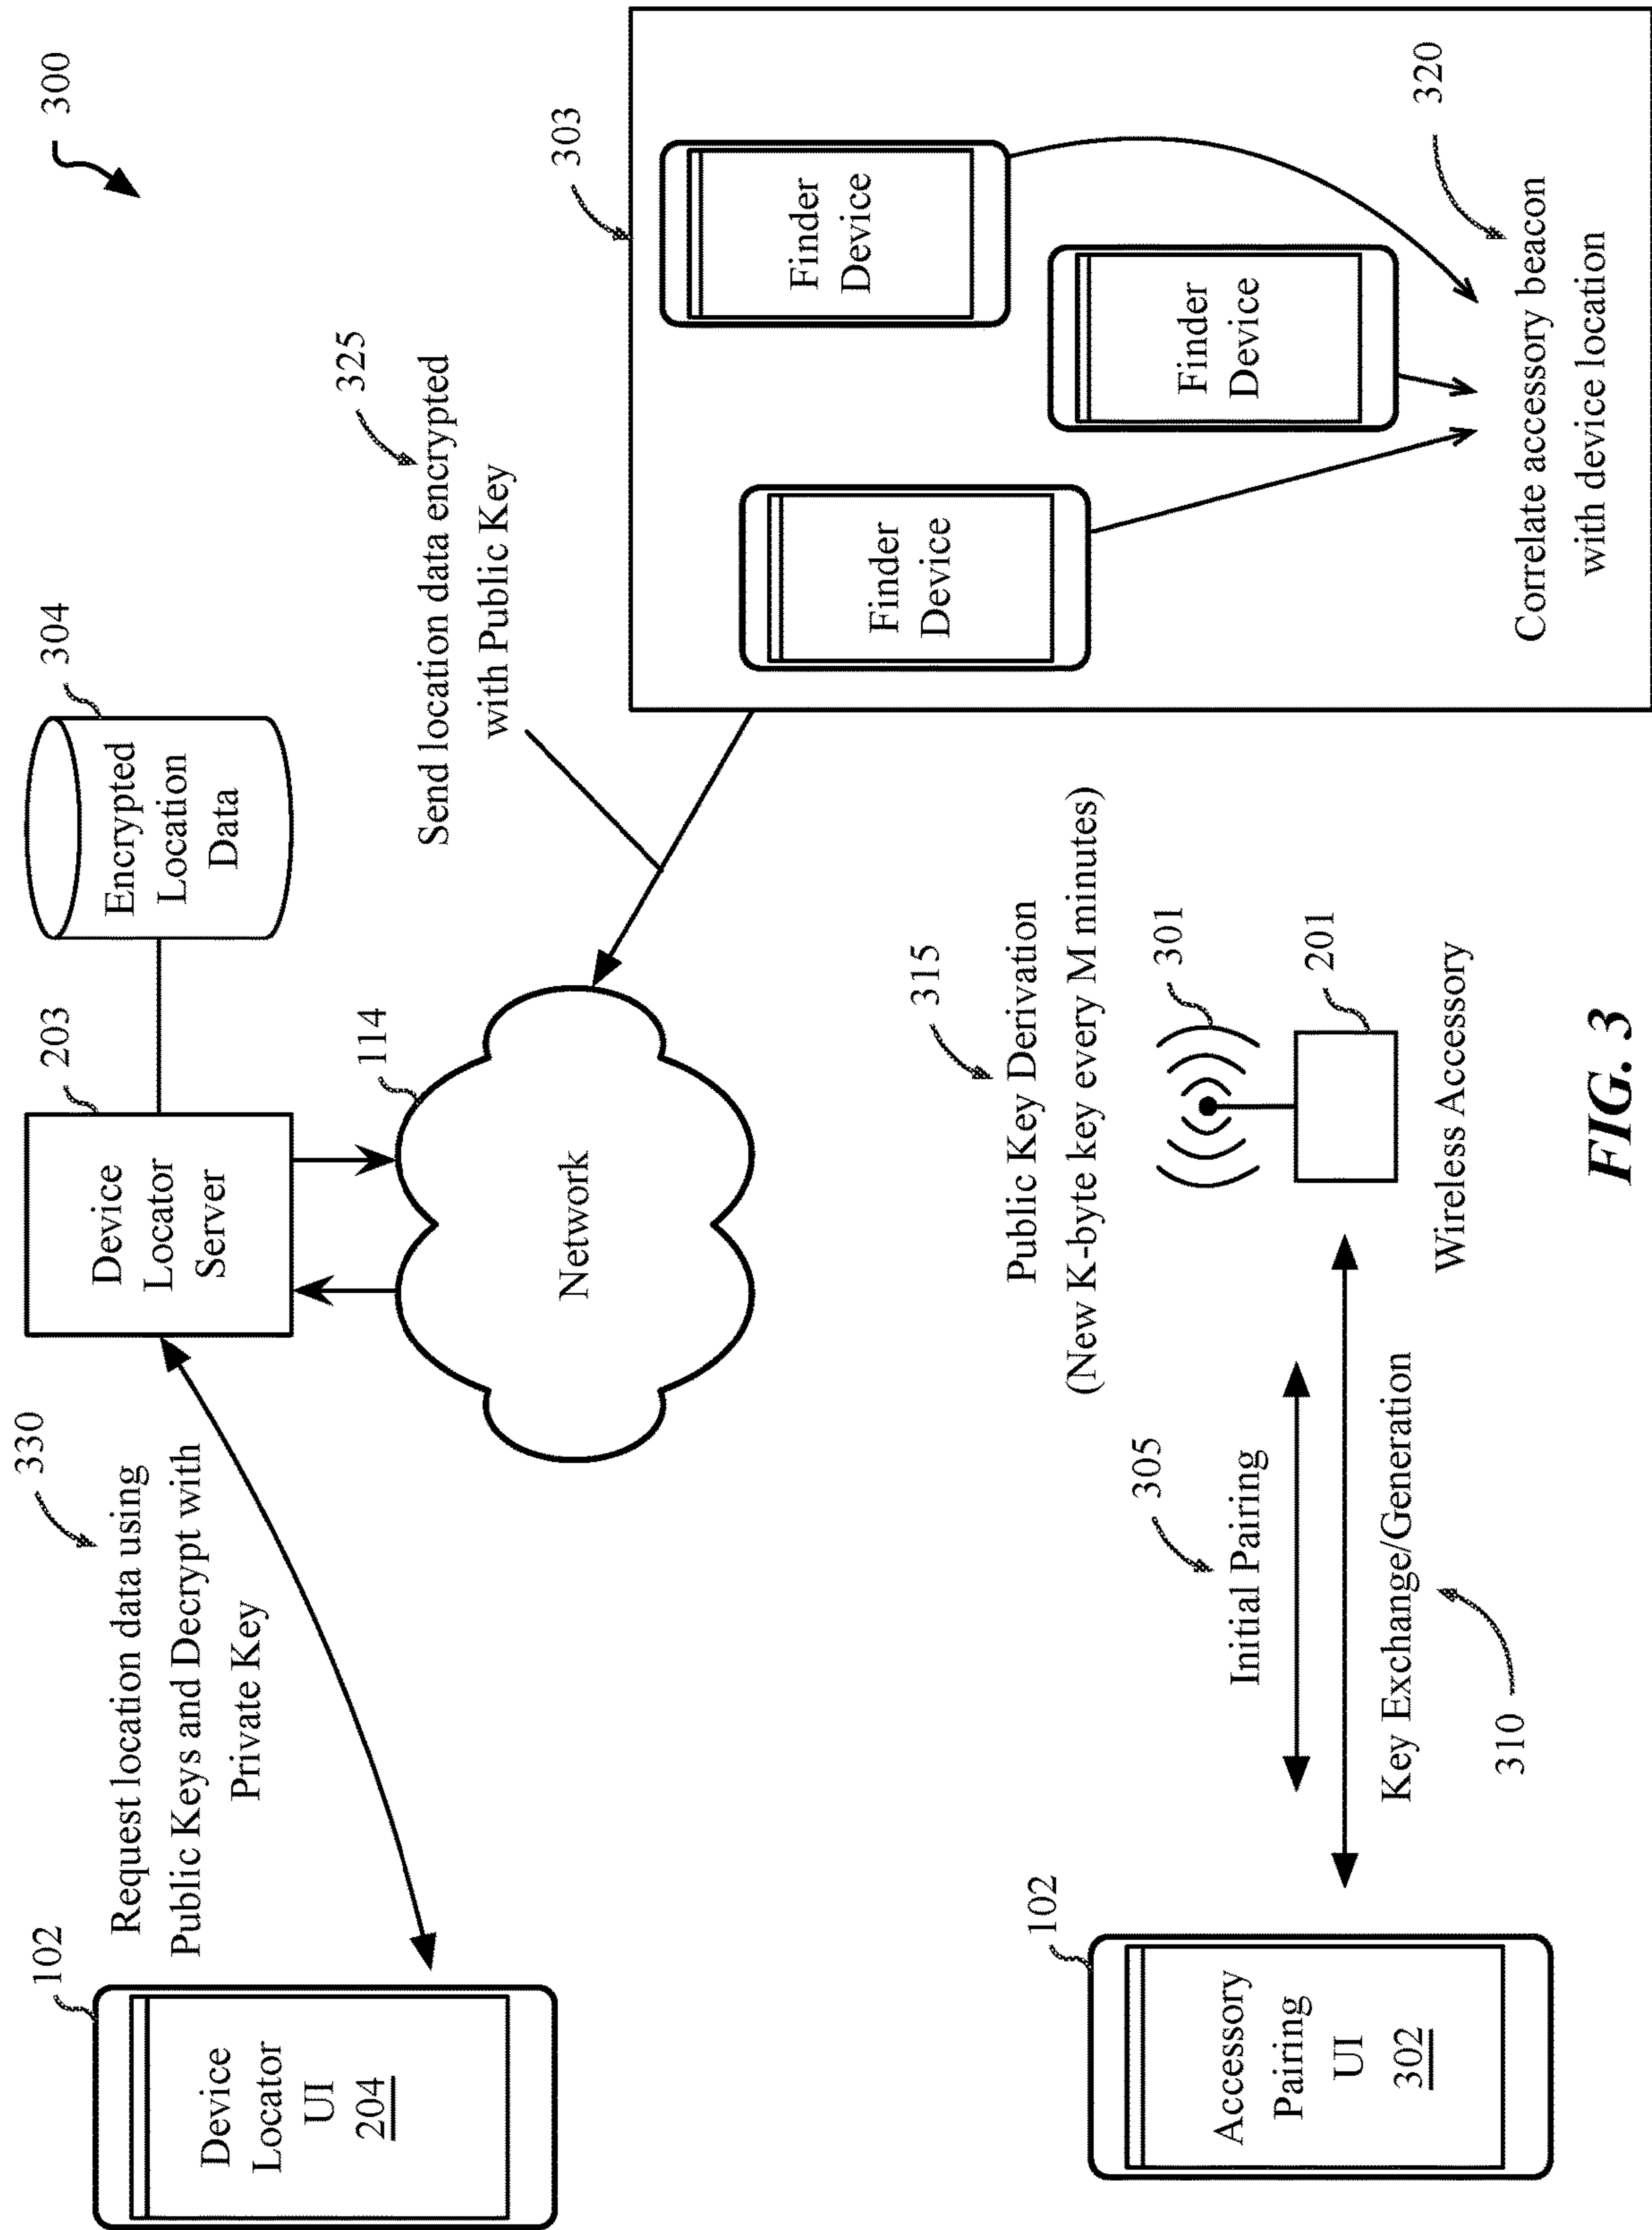 300
330
Request location data using
Public Keys and Decrypt with
Private Key
102
Device
Locator
UI
204
203
Device
Locator
Server
304
Encrypted
Location
Data
114
Network
325
Send location data encrypted
with Public Key
303
Finder
Device
Finder
Device
Finder
Device
320
Correlate accessory beacon
with device location
102
Accessory
Pairing
UI
302
305
Initial Pairing
Key Exchange/Generation
310
315
Public Key Derivation
(New K-byte key every M minutes)
301
201
Wireless Accessory
FIG. 3